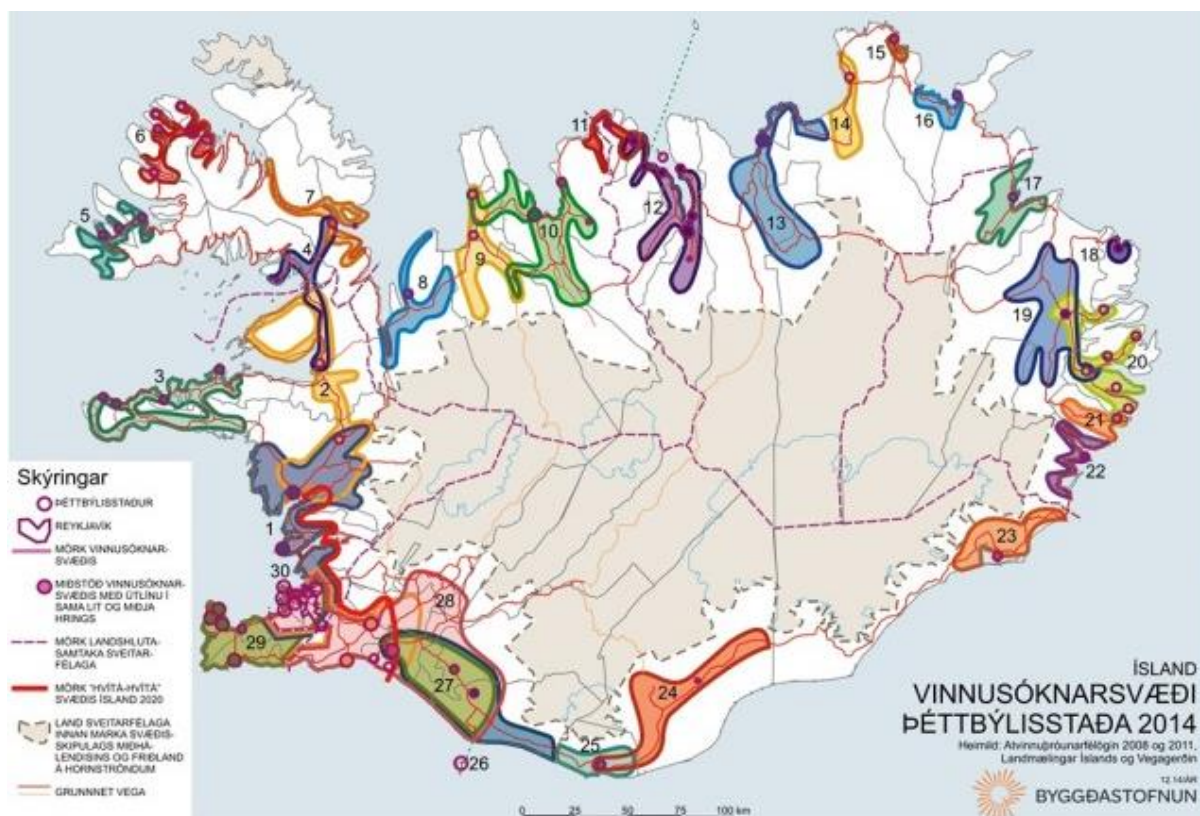 15
6
11
14
16
7
5
17
12
13
4
10
18
9
8
19
3
20
2
21
22
1
23
30
28
29
27
24
25
26
Skýringar
ÞÉTTBÝLISSTAÐUR
REYKJAVÍK
MÖRK VINNUSÓKNAR-
SVÆÐIS
MIÐSTÖÐ VINNUSÓKNAR-
SVÆÐIS MEÐ ÚTLÍNU Í
SAMA LIT OG MIÐJA
HRINGS
MÖRK LANDSHLUTA-
SAMTAKA SVEITAR-
FÉLAGA
MÖRK "HVÍTÁ-HVÍTÁ"
SVÆÐIS ÍSLAND 2020
LAND SVEITARFÉLAGA
INNAN MARKA SVÆÐIS-
SKIPULAGS MIÐHÁ-
LENDISINS OG FRIÐLAND
Á HORNSTRÖNDUM
GRUNNNET VEGA
ÍSLAND
VINNUSÓKNARSVÆÐI
ÞÉTTBÝLISSTAÐA 2014
Heimild: Atvinnuþróunarfélögin 2008 og 2011,
Landmælingar Íslands og Vegagerðin
12.14/ÁR
BYGGÐASTOFNUN
0 25 50 75 100 km